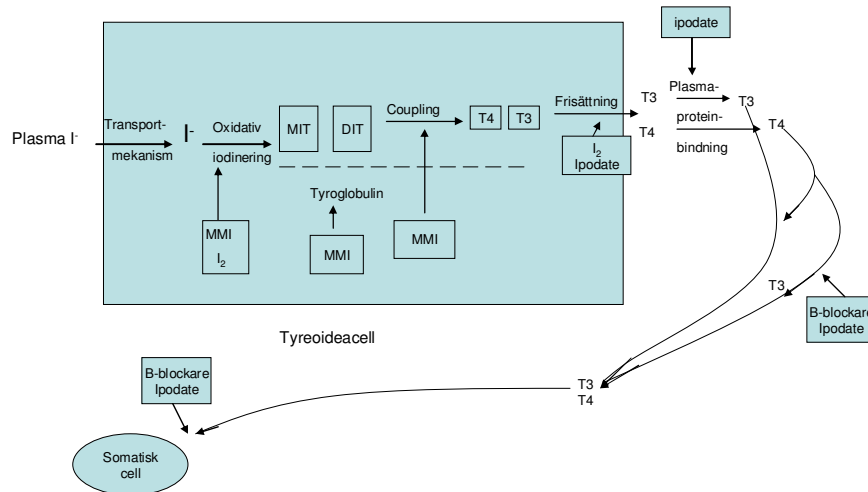 ipodate
Plasma I-
Transport-
mekanism
I-
Oxidativ
iodinering
MIT
DIT
Coupling
T4
T3
Frisättning
T3
T4
Plasma-
protein-
bindning
T3
T4
I2
Ipodate
Tyroglobulin
MMI
I2
MMI
MMI
T3
B-blockare
Ipodate
Tyreoideacell
B-blockare
Ipodate
T3
T4
Somatisk
cell